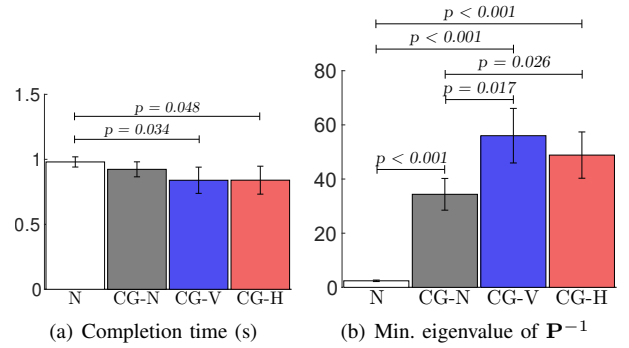 p < 0.001
p < 0.001
p = 0.026
p = 0.017
p < 0.001
80
60
40
20
0
N CG-N CG-V CG-H
(b) Min. eigenvalue of P⁻¹
1.5
p = 0.048
p = 0.034
1
0.5
0
N CG-N CG-V CG-H
(a) Completion time (s)